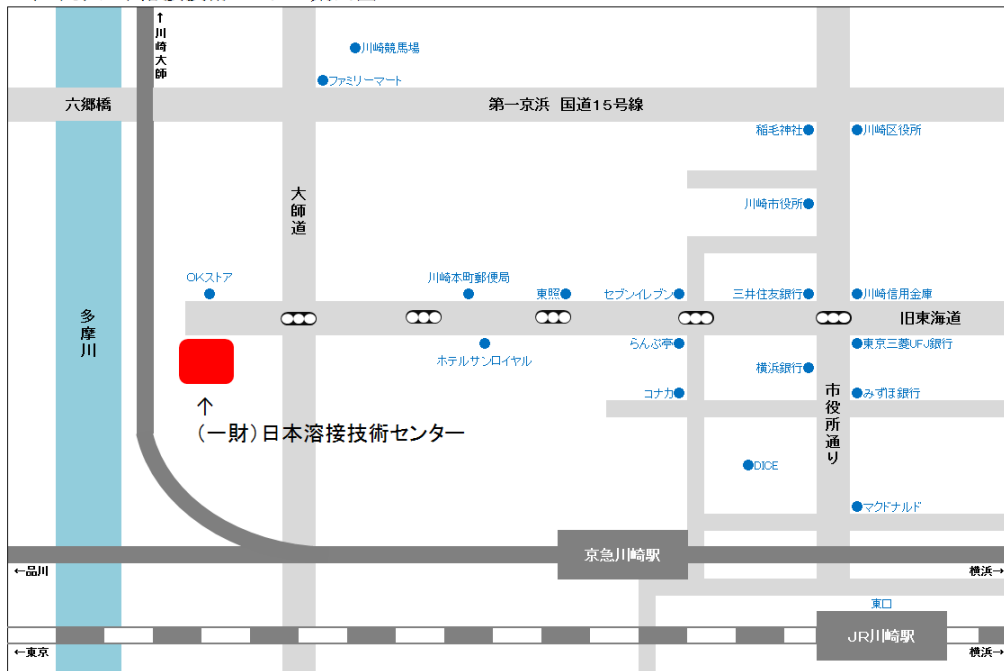 ↑川崎大師
川崎競馬場
ファミリーマート
六郷橋
第一京浜 国道15号線
稲毛神社
川崎区役所
大師道
川崎市役所
OKストア
川崎本町郵便局
東照
セブンイレブン
三井住友銀行
川崎信用金庫
多摩川
旧東海道
ホテルサンロイヤル
らんぷ亭
東京三菱UFJ銀行
横浜銀行
コナカ
みずほ銀行
市役所通り
↑
(一財)日本溶接技術センター
DICE
マクドナルド
京急川崎駅
←品川
横浜→
東口
JR川崎駅
←東京
横浜→